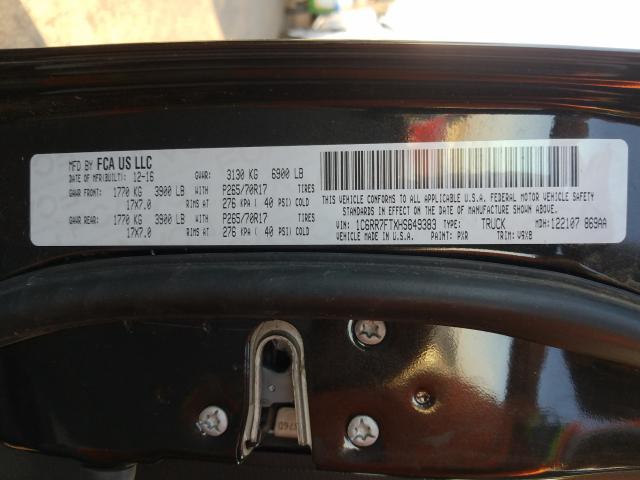 MFD BY FCA US LLC
DATE OF MFR(BUILT): 12-16 GVWR: 3130 KG 6900 LB
GAWR FRONT: 1770 KG 3900 LB WITH P265/70R17 TIRES
17X7.0 RIMS AT 276 KPA( 40 PSI) COLD
GAWR REAR: 1770 KG 3900 LB WITH P265/70R17 TIRES
17X7.0 RIMS AT 276 KPA( 40 PSI) COLD
THIS VEHICLE CONFORMS TO ALL APPLICABLE U.S.A. FEDERAL MOTOR VEHICLE SAFETY
STANDARDS IN EFFECT ON THE DATE OF MANUFACTURE SHOWN ABOVE.
VIN: 1C6RR7FTXHS649383 TYPE: TRUCK MDH: 122107 869AA
VEHICLE MADE IN U.S.A. PAINT: PXR TRIM: V9X8